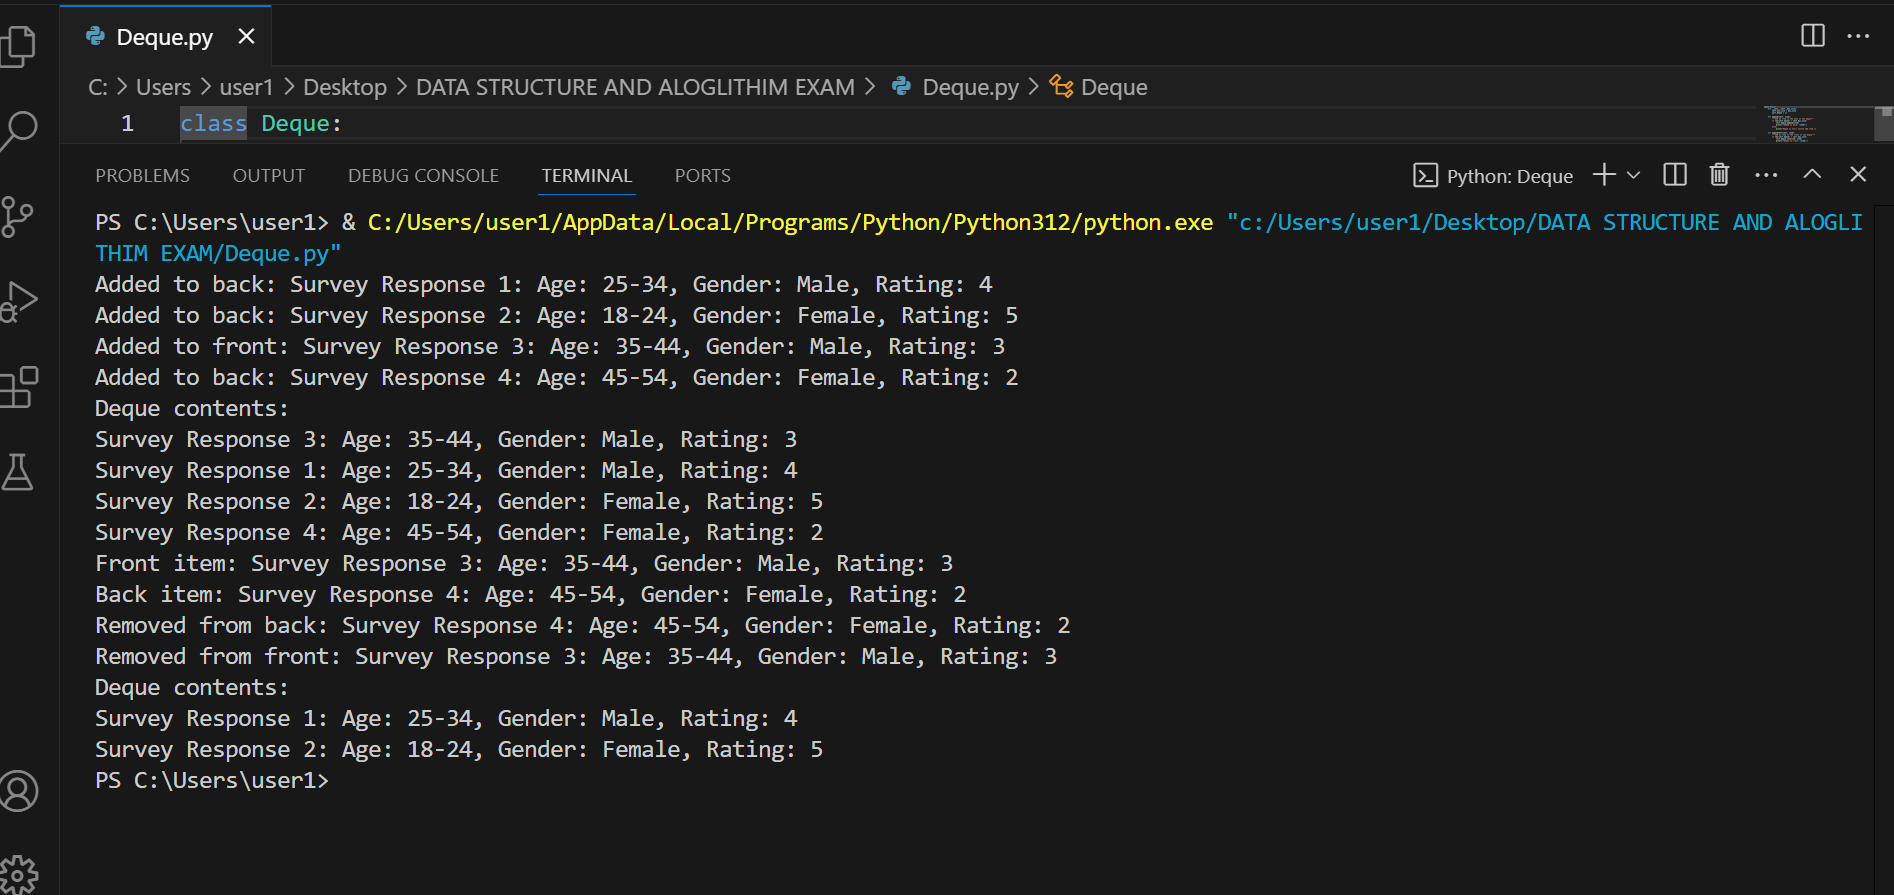 Deque.py
C: > Users > user1 > Desktop > DATA STRUCTURE AND ALOGLITHIM EXAM > Deque.py > Deque
1 class Deque:
PROBLEMS OUTPUT DEBUG CONSOLE TERMINAL PORTS Python: Deque
PS C:\Users\user1> & C:/Users/user1/AppData/Local/Programs/Python/Python312/python.exe "c:/Users/user1/Desktop/DATA STRUCTURE AND ALOGLI
THIM EXAM/Deque.py"
Added to back: Survey Response 1: Age: 25-34, Gender: Male, Rating: 4
Added to back: Survey Response 2: Age: 18-24, Gender: Female, Rating: 5
Added to front: Survey Response 3: Age: 35-44, Gender: Male, Rating: 3
Added to back: Survey Response 4: Age: 45-54, Gender: Female, Rating: 2
Deque contents:
Survey Response 3: Age: 35-44, Gender: Male, Rating: 3
Survey Response 1: Age: 25-34, Gender: Male, Rating: 4
Survey Response 2: Age: 18-24, Gender: Female, Rating: 5
Survey Response 4: Age: 45-54, Gender: Female, Rating: 2
Front item: Survey Response 3: Age: 35-44, Gender: Male, Rating: 3
Back item: Survey Response 4: Age: 45-54, Gender: Female, Rating: 2
Removed from back: Survey Response 4: Age: 45-54, Gender: Female, Rating: 2
Removed from front: Survey Response 3: Age: 35-44, Gender: Male, Rating: 3
Deque contents:
Survey Response 1: Age: 25-34, Gender: Male, Rating: 4
Survey Response 2: Age: 18-24, Gender: Female, Rating: 5
PS C:\Users\user1>